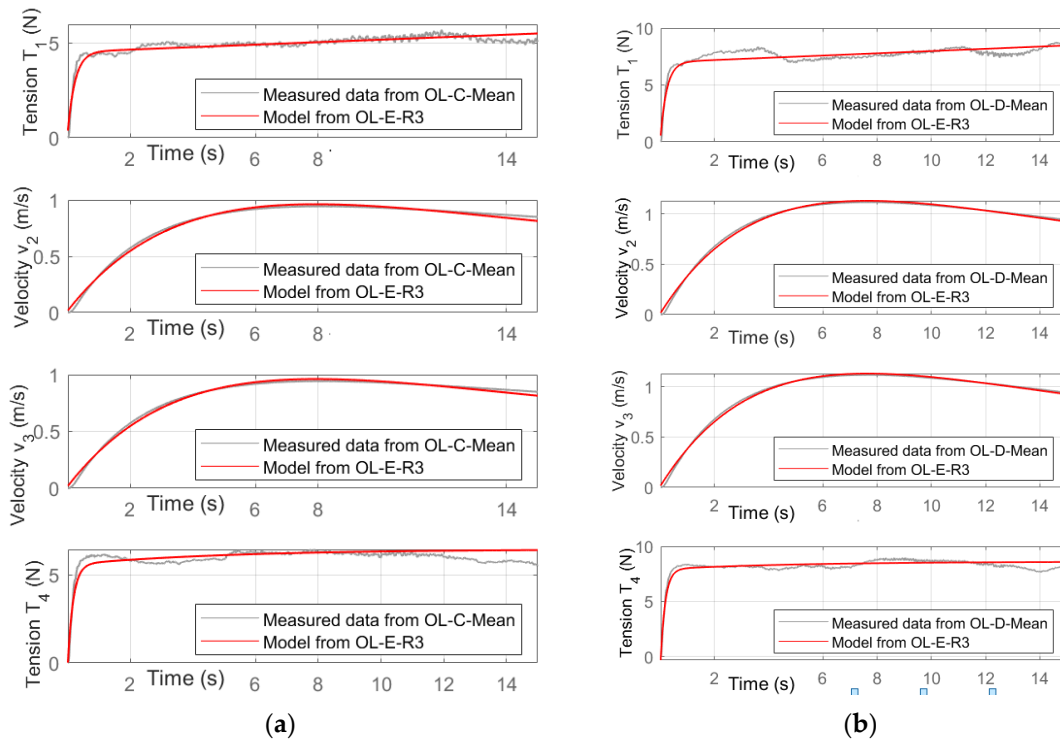 Tension T1 (N)
5
0
Measured data from OL-C-Mean
Model from OL-E-R3
2 6 8 14
Time (s)
Velocity v2 (m/s)
1
0.5
0
Measured data from OL-C-Mean
Model from OL-E-R3
2 6 8 14
Time (s)
Velocity v3 (m/s)
1
0.5
0
Measured data from OL-C-Mean
Model from OL-E-R3
2 6 8 10 12 14
Time (s)
Tension T4 (N)
5
0
Measured data from OL-C-Mean
Model from OL-E-R3
2 6 8 10 12 14
Time (s)
(a)
Tension T1 (N)
10
5
0
Measured data from OL-D-Mean
Model from OL-E-R3
2 6 8 10 12 14
Time (s)
Velocity v2 (m/s)
1
0.5
0
Measured data from OL-D-Mean
Model from OL-E-R3
2 6 8 10 12 14
Time (s)
Velocity v3 (m/s)
1
0.5
0
Measured data from OL-D-Mean
Model from OL-E-R3
2 6 8 10 12 14
Time (s)
Tension T4 (N)
10
5
0
Measured data from OL-D-Mean
Model from OL-E-R3
2 6 8 10 12 14
Time (s)
(b)